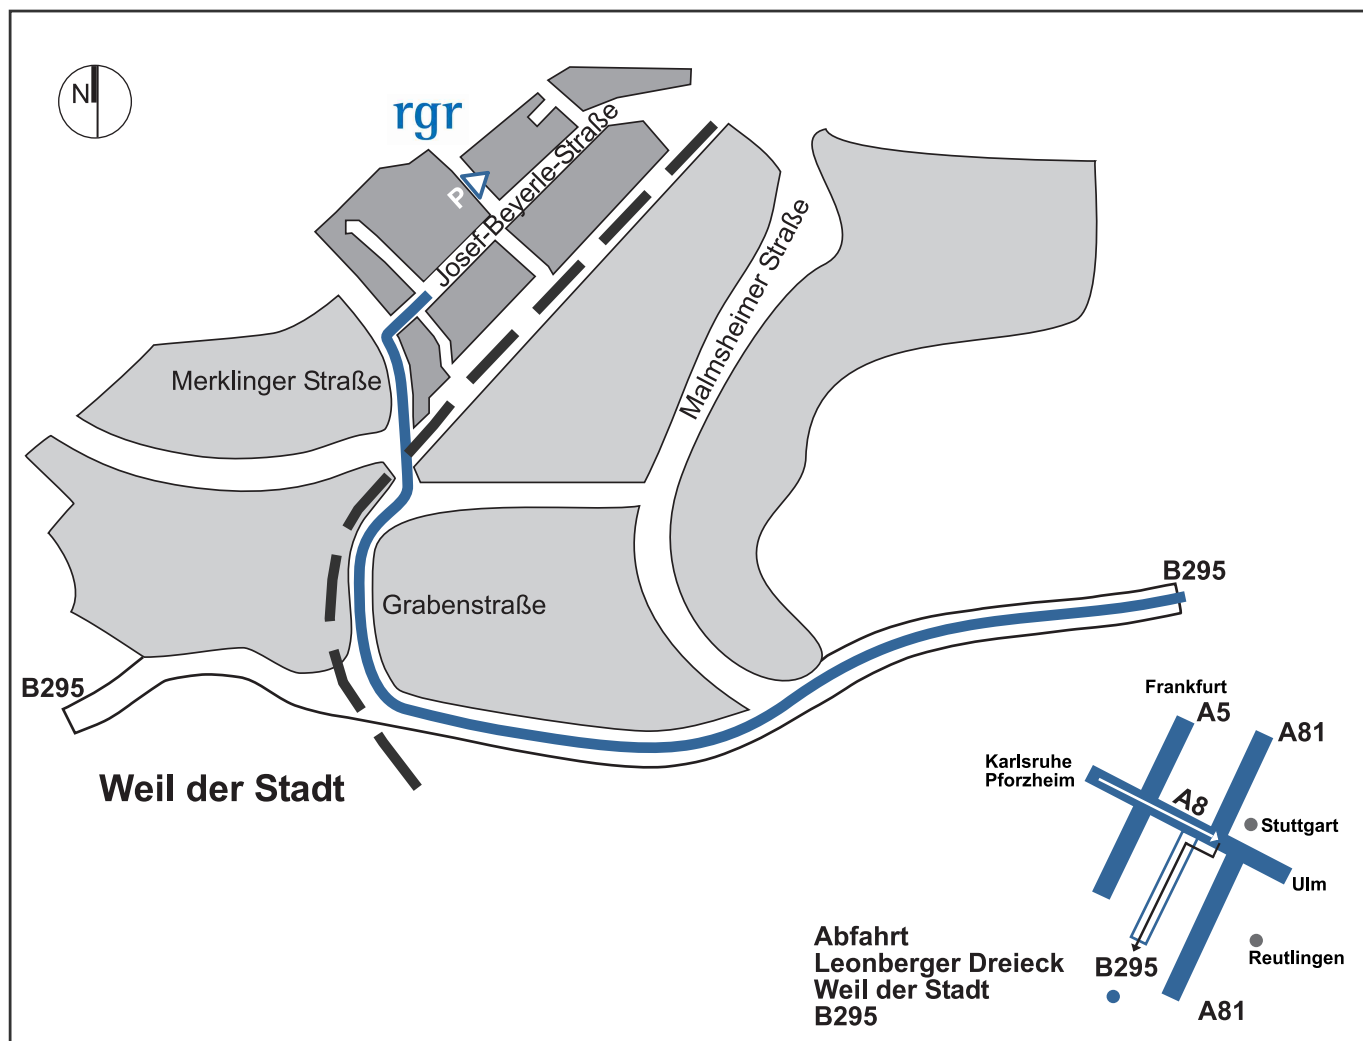 N
rgr
P
Josef-Beyerle-Straße
Malmsheimer Straße
Merklinger Straße
Grabenstraße
B295
B295
Weil der Stadt
Frankfurt
A5
A81
Karlsruhe
Pforzheim
A8
Stuttgart
Ulm
Abfahrt
Leonberger Dreieck
Weil der Stadt
B295
B295
Reutlingen
A81